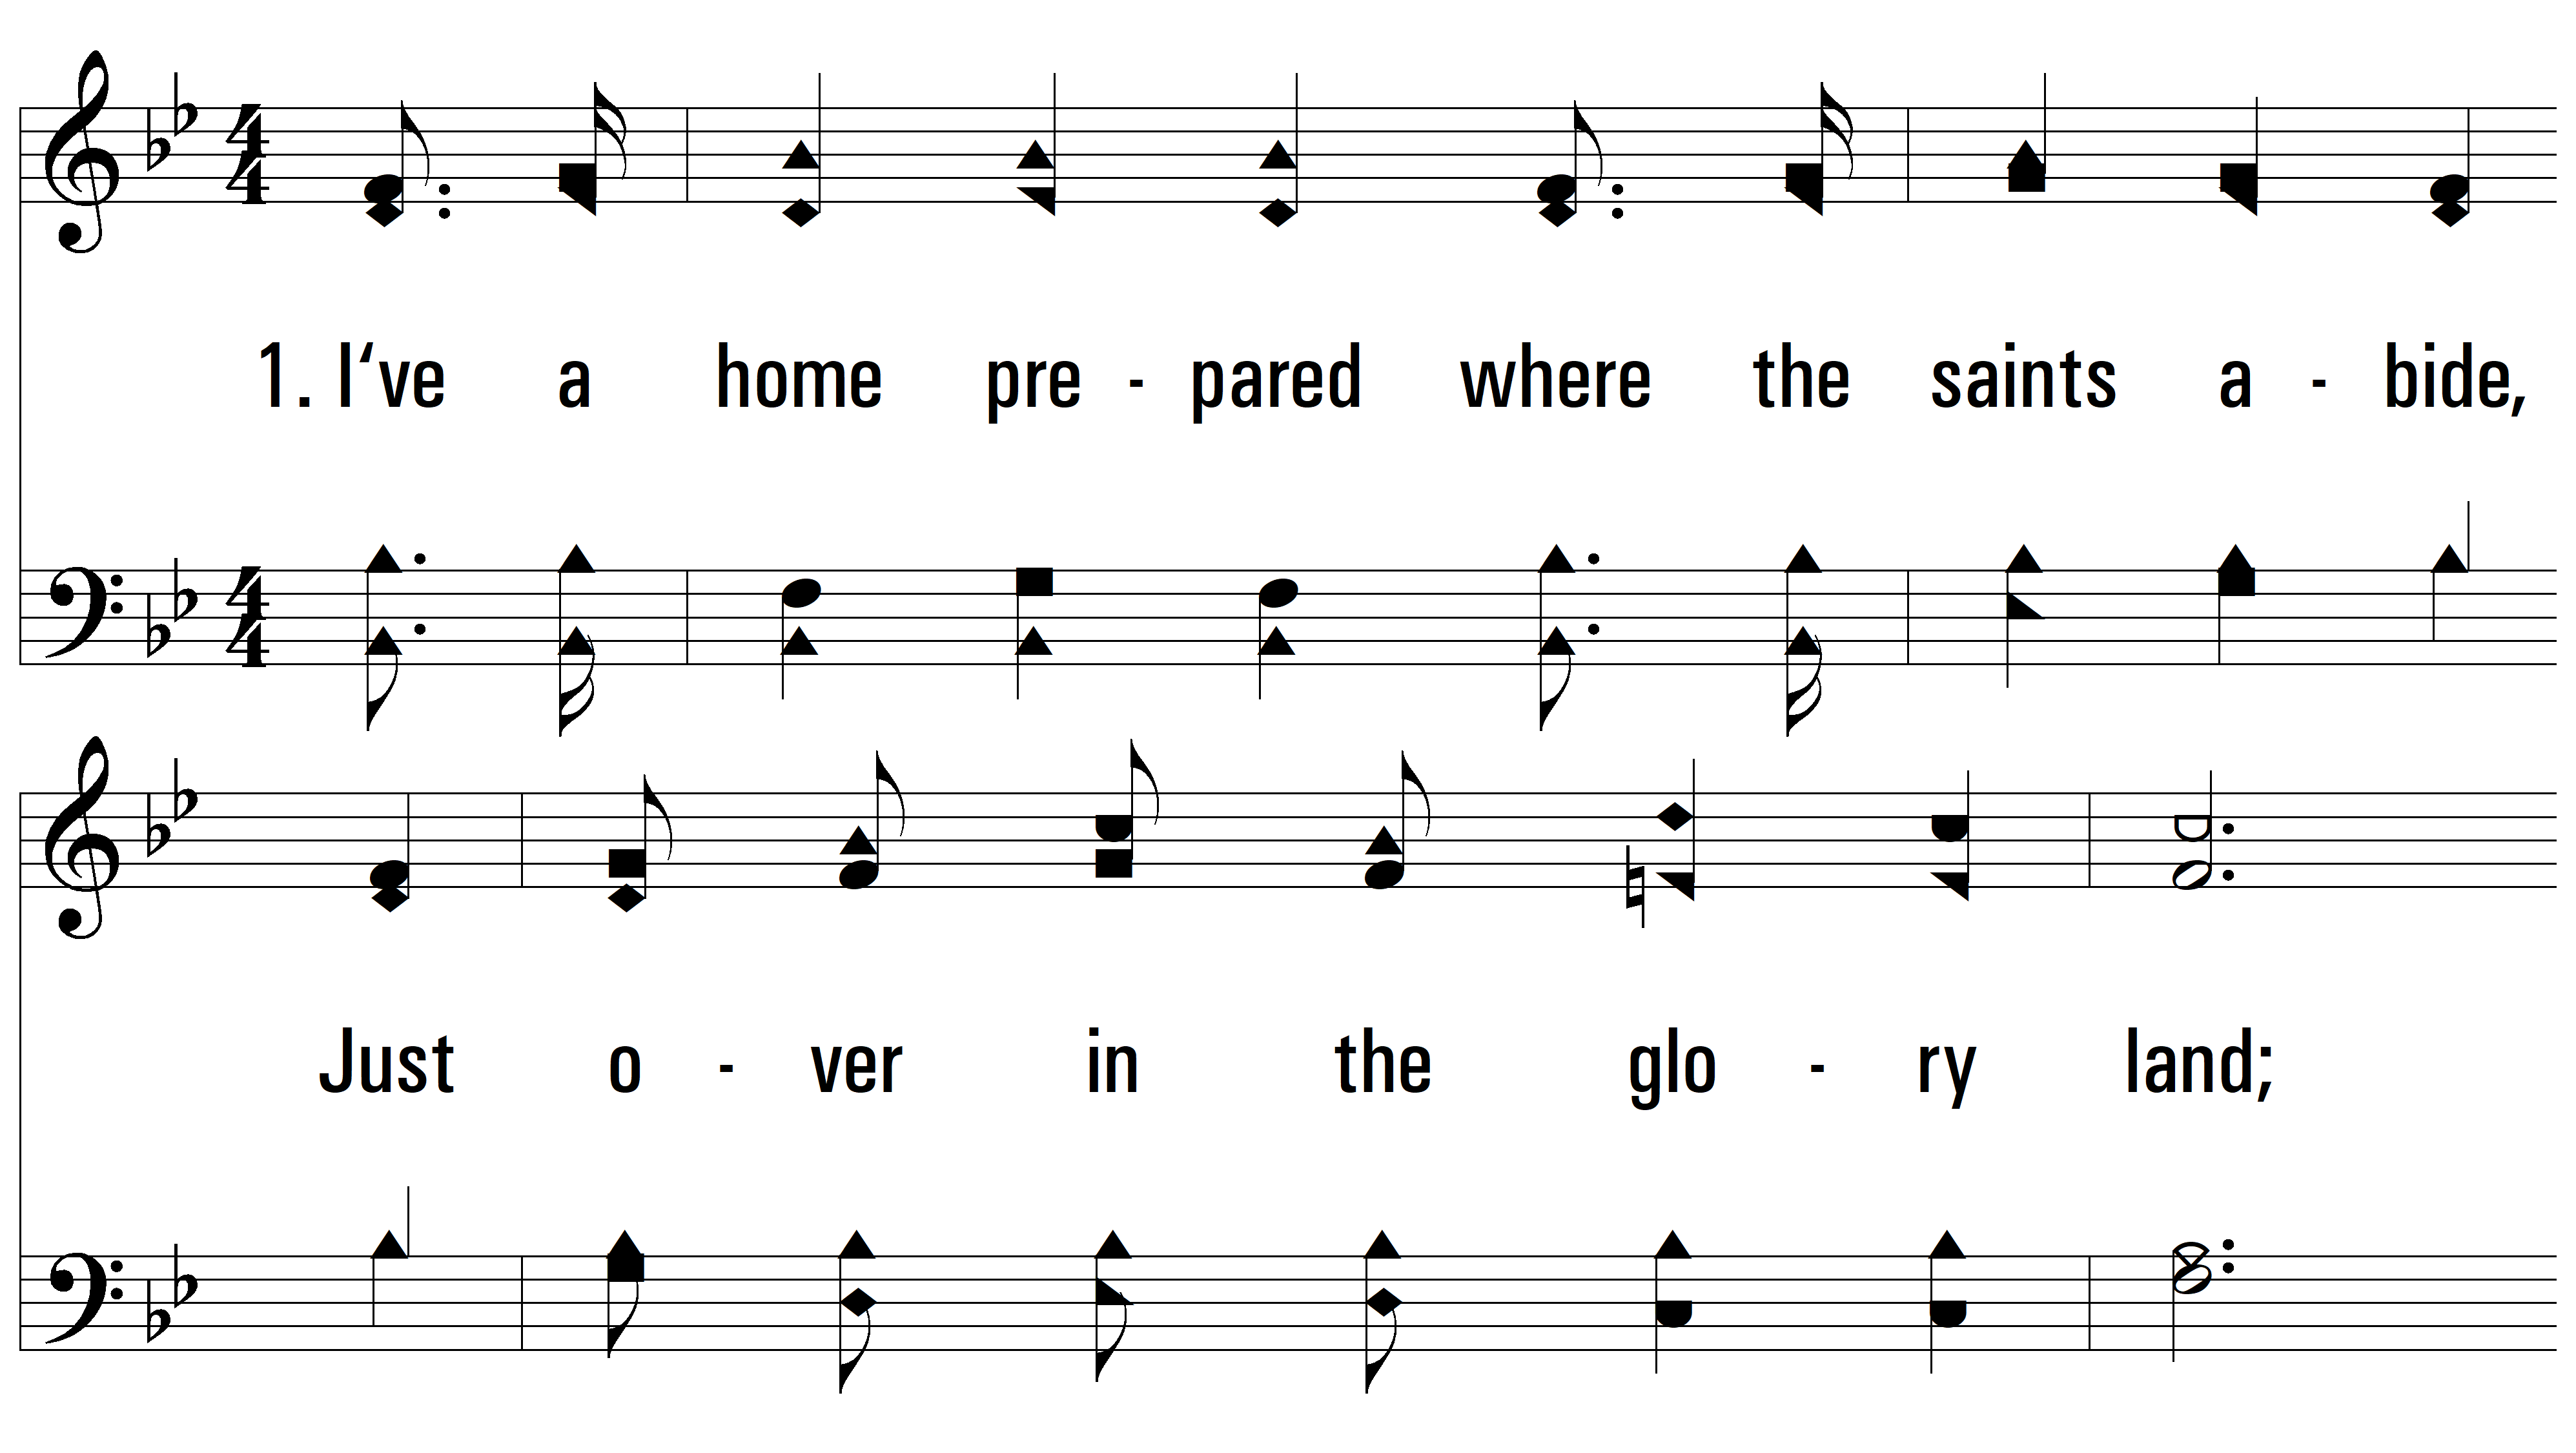 1. I‘ve a home pre - pared where the saints a - bide,
Just o - ver in the glo - ry land;